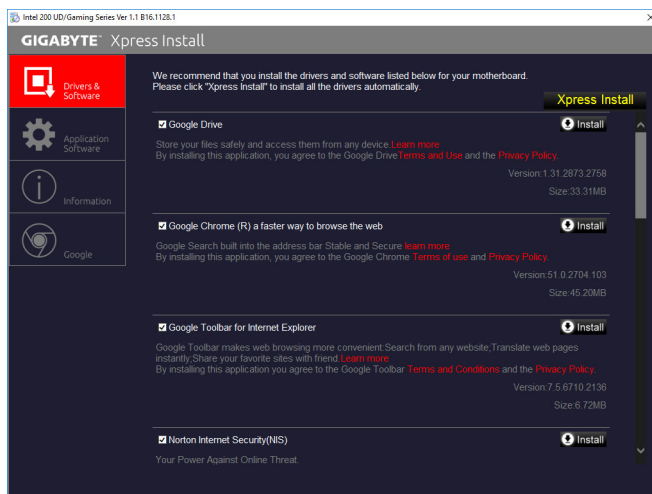 Intel 200 UD/Gaming Series Ver 1.1 B16.1128.1
GIGABYTE™ Xpress Install
Drivers &
Software
Application
Software
Information
Google
We recommend that you install the drivers and software listed below for your motherboard.
Please click "Xpress Install" to install all the drivers automatically.
Xpress Install
Google Drive
Install
Store your files safely and access them from any device.Learn more
By installing this application, you agree to the Google DriveTerms and Use and the Privacy Policy.
Version:1.31.2873.2758
Size:33.31MB
Google Chrome (R) a faster way to browse the web
Install
Google Search built into the address bar Stable and Secure learn more
By installing this application, you agree to the Google Chrome Terms of use and Privacy Policy.
Version:51.0.2704.103
Size:45.20MB
Google Toolbar for Internet Explorer
Install
Google Toolbar makes web browsing more convenient:Search from any website;Translate web pages
instantly;Share your favorite sites with friend.Learn more
By installing this application you agree to the Google Toolbar Terms and Conditions and the Privacy Policy.
Version:7.5.6710.2136
Size:6.72MB
Norton Internet Security(NIS)
Install
Your Power Against Online Threat.